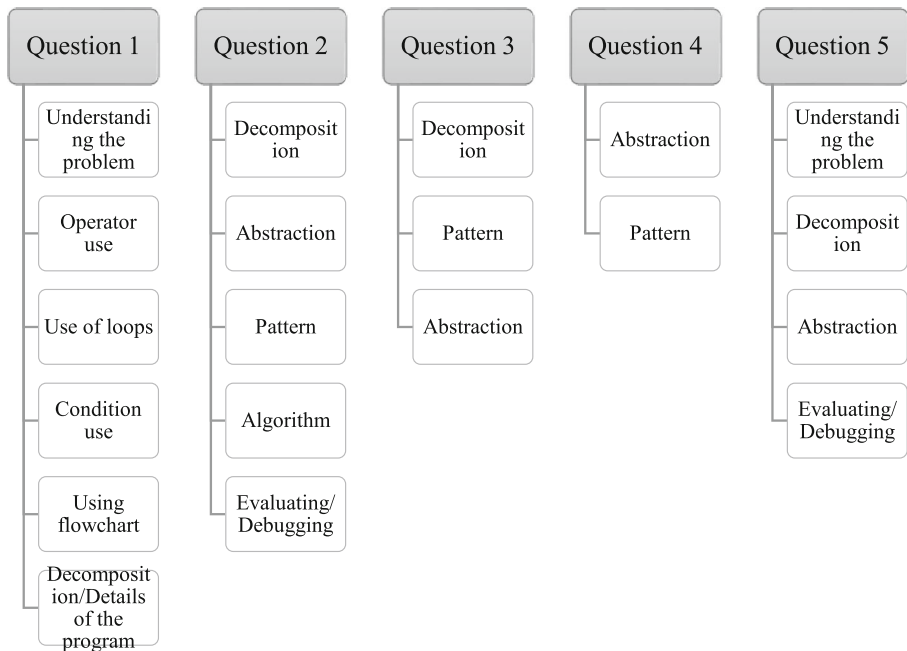 Question 1
Understandi
ng the
problem
Operator
use
Use of loops
Condition
use
Using
flowchart
Decomposit
ion/Details
of the
program
Question 2
Decomposit
ion
Abstraction
Pattern
Algorithm
Evaluating/
Debugging
Question 3
Decomposit
ion
Pattern
Abstraction
Question 4
Abstraction
Pattern
Question 5
Understandi
ng the
problem
Decomposit
ion
Abstraction
Evaluating/
Debugging